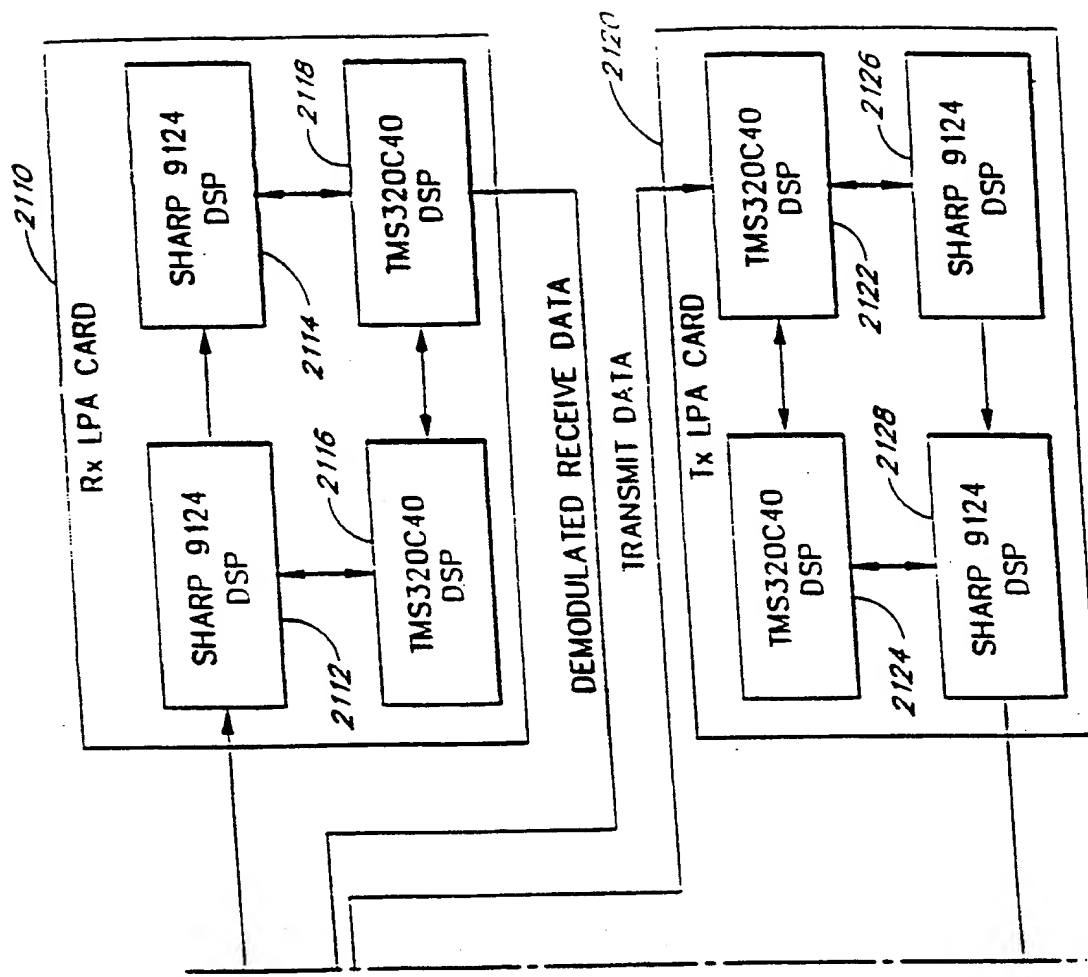 2110
Rx LPA CARD
SHARP 9124
DSP
2112
SHARP 9124
DSP
2114
TMS320C40
DSP
2116
TMS320C40
DSP
2118
DEMODULATED RECEIVE DATA
TRANSMIT DATA
2120
Tx LPA CARD
TMS320C40
DSP
2124
TMS320C40
DSP
2122
SHARP 9124
DSP
2128
SHARP 9124
DSP
2126